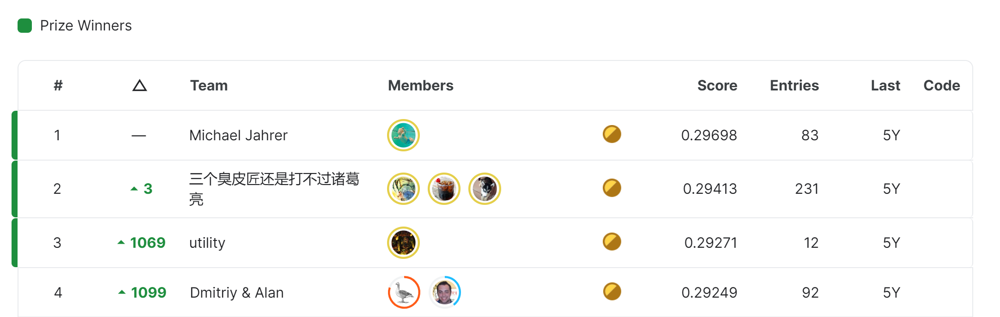 Prize Winners
# △ Team Members Score Entries Last Code
1 — Michael Jahrer 0.29698 83 5Y
2 ▲ 3 三个臭皮匠还是打不过诸葛
亮 0.29413 231 5Y
3 ▲ 1069 utility 0.29271 12 5Y
4 ▲ 1099 Dmitriy & Alan 0.29249 92 5Y